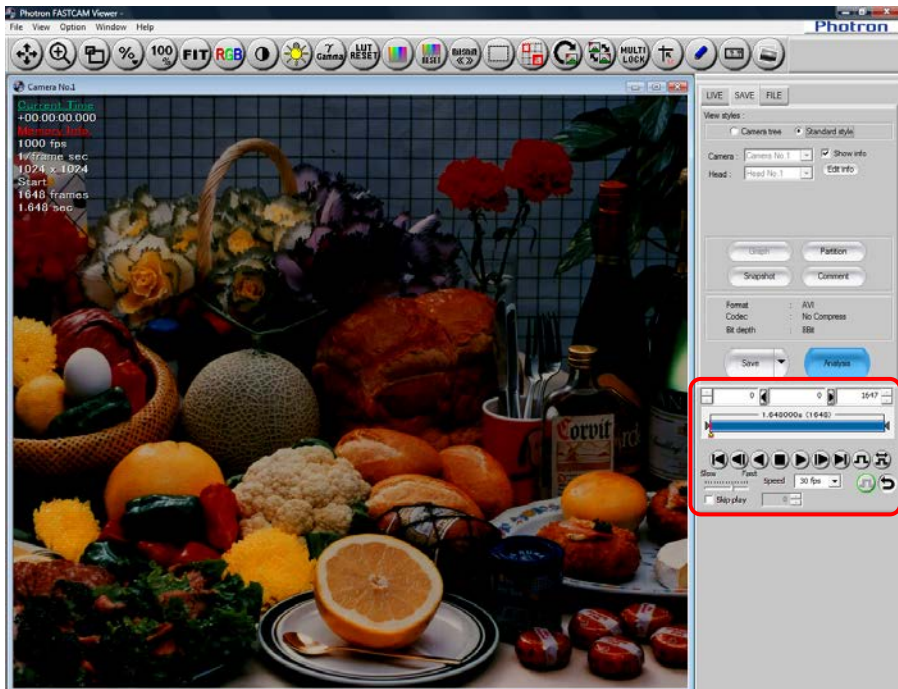 Photron FASTCAM Viewer -
File View Option Window Help
Photron
% 100% FIT RGB γ Gamma LUT RESET RESET MULTI LOCK
Camera No.1
Current Time
+00:00:00.000
Memory Info.
1000 fps
1/frame sec
1024 x 1024
Start
1648 frames
1.648 sec
Corvit
LIVE SAVE FILE
View styles :
Camera tree Standard style
Camera : Camera No.1 Show info
Head : Head No.1 Edit info
Graph Partition
Snapshot Comment
Format : AVI
Codec : No Compress
Bit depth : 8Bit
Save Analysis
0 0 1647
1.648000s (1648)
Slow Fast Speed 30 fps
Skip play 0